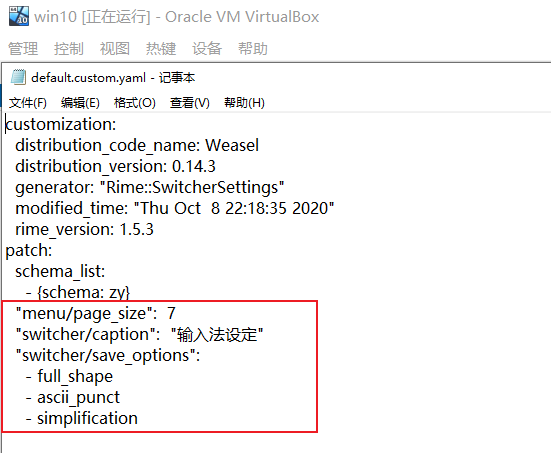 win10 [正在运行] - Oracle VM VirtualBox
管理 控制 视图 热键 设备 帮助
default.custom.yaml - 记事本
文件(F) 编辑(E) 格式(O) 查看(V) 帮助(H)
customization:
  distribution_code_name: Weasel
  distribution_version: 0.14.3
  generator: "Rime::SwitcherSettings"
  modified_time: "Thu Oct  8 22:18:35 2020"
  rime_version: 1.5.3
patch:
  schema_list:
    - {schema: zy}
  "menu/page_size":  7
  "switcher/caption":  "输入法设定"
  "switcher/save_options":
    - full_shape
    - ascii_punct
    - simplification